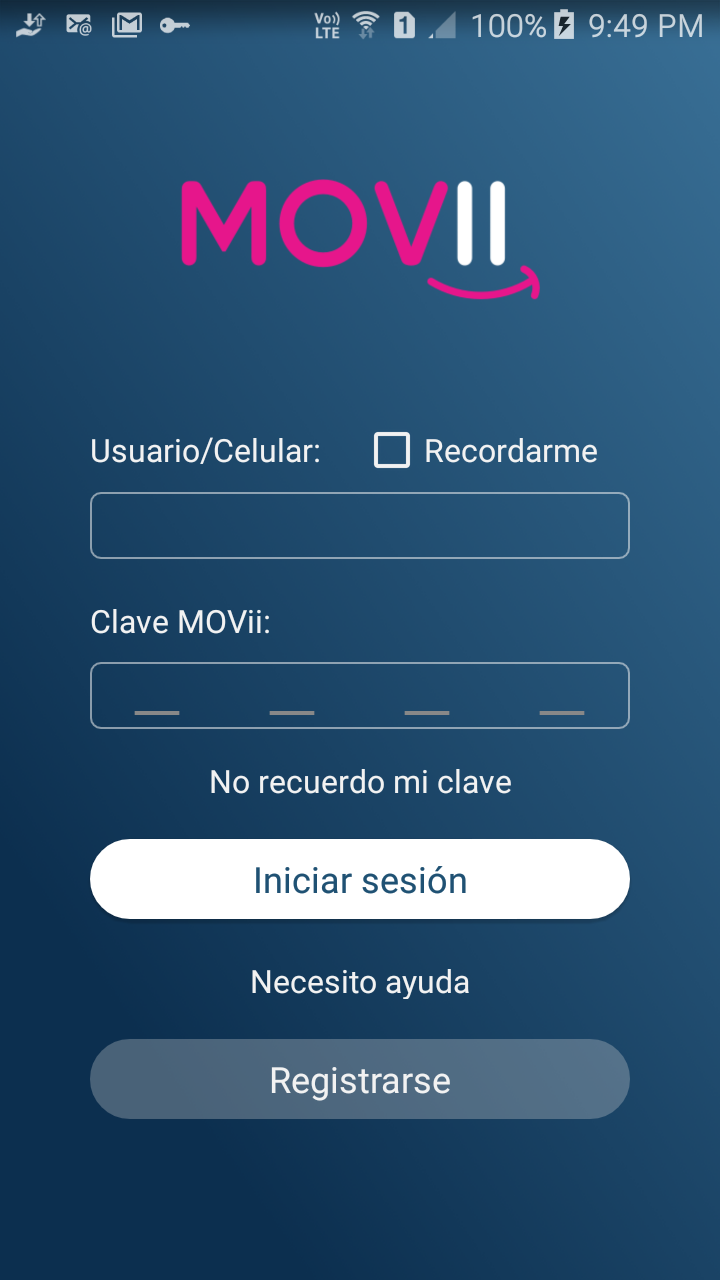 Vo)) LTE 1 100% 9:49 PM
MOVII
Usuario/Celular: Recordarme
Clave MOVii:
No recuerdo mi clave
Iniciar sesión
Necesito ayuda
Registrarse